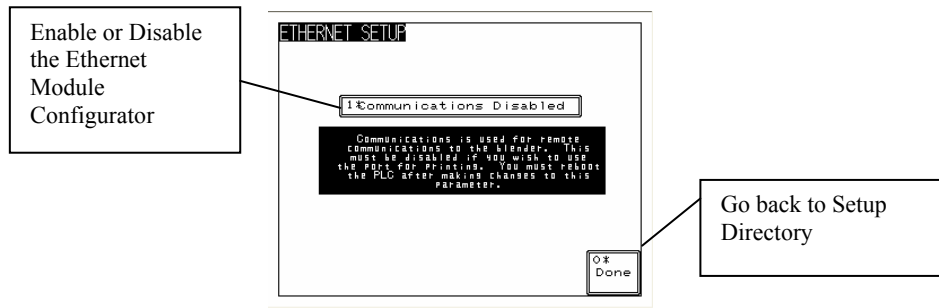 Enable or Disable
the Ethernet
Module
Configurator
ETHERNET SETUP
1*Communications Disabled
Communications is used for remote
communications to the blender. This
must be disabled if you wish to use
the port for printing. You must reboot
the PLC after making changes to this
parameter.
Go back to Setup
Directory
0*
Done